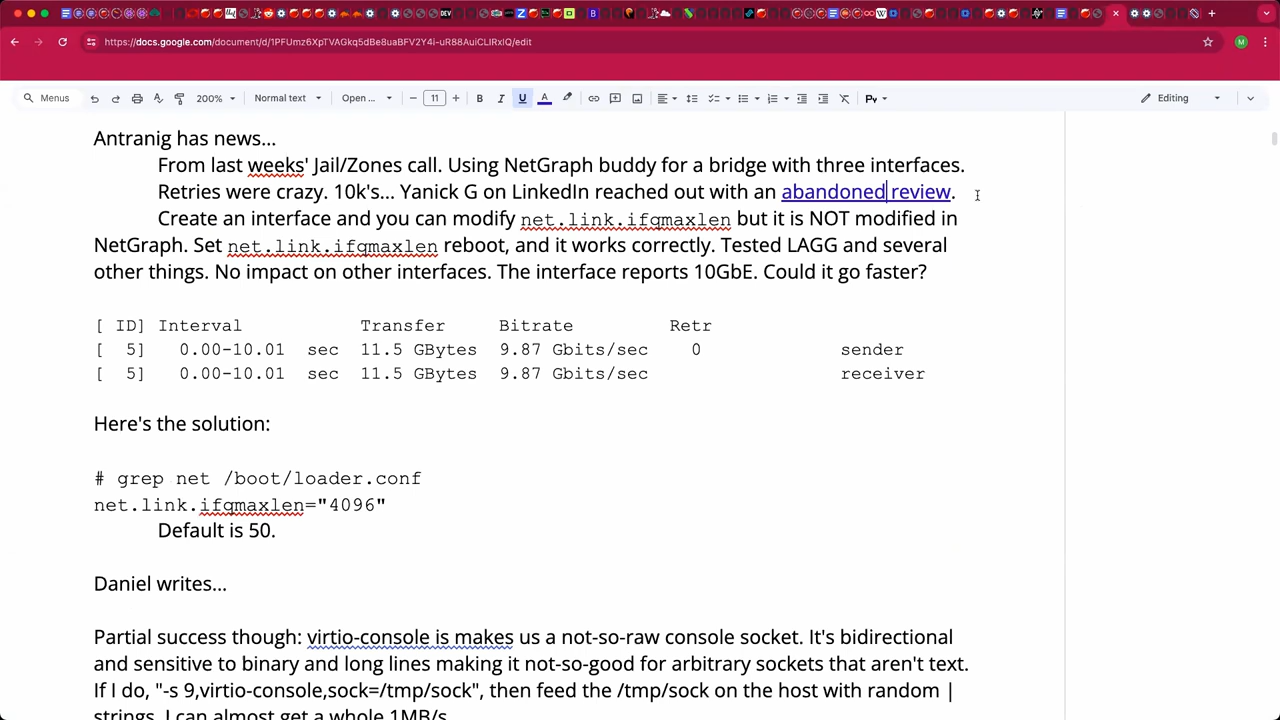 https://docs.google.com/document/d/1PFUmz6XpTVAGkq5dBe8uaBFV2Y4i-uR88AuiCLIRxIQ/edit
M
Menus 200% Normal text Open ... 11 B I U A Editing
Antranig has news...
From last weeks' Jail/Zones call. Using NetGraph buddy for a bridge with three interfaces.
Retries were crazy. 10k's... Yanick G on LinkedIn reached out with an abandoned review.
Create an interface and you can modify net.link.ifqmaxlen but it is NOT modified in
NetGraph. Set net.link.ifqmaxlen reboot, and it works correctly. Tested LAGG and several
other things. No impact on other interfaces. The interface reports 10GbE. Could it go faster?
[ ID] Interval Transfer Bitrate Retr
[ 5] 0.00-10.01 sec 11.5 GBytes 9.87 Gbits/sec 0 sender
[ 5] 0.00-10.01 sec 11.5 GBytes 9.87 Gbits/sec receiver
Here's the solution:
# grep net /boot/loader.conf
net.link.ifqmaxlen="4096"
Default is 50.
Daniel writes...
Partial success though: virtio-console is makes us a not-so-raw console socket. It's bidirectional
and sensitive to binary and long lines making it not-so-good for arbitrary sockets that aren't text.
If I do, "-s 9,virtio-console,sock=/tmp/sock", then feed the /tmp/sock on the host with random |
strings, I can almost get a whole 1MB/s